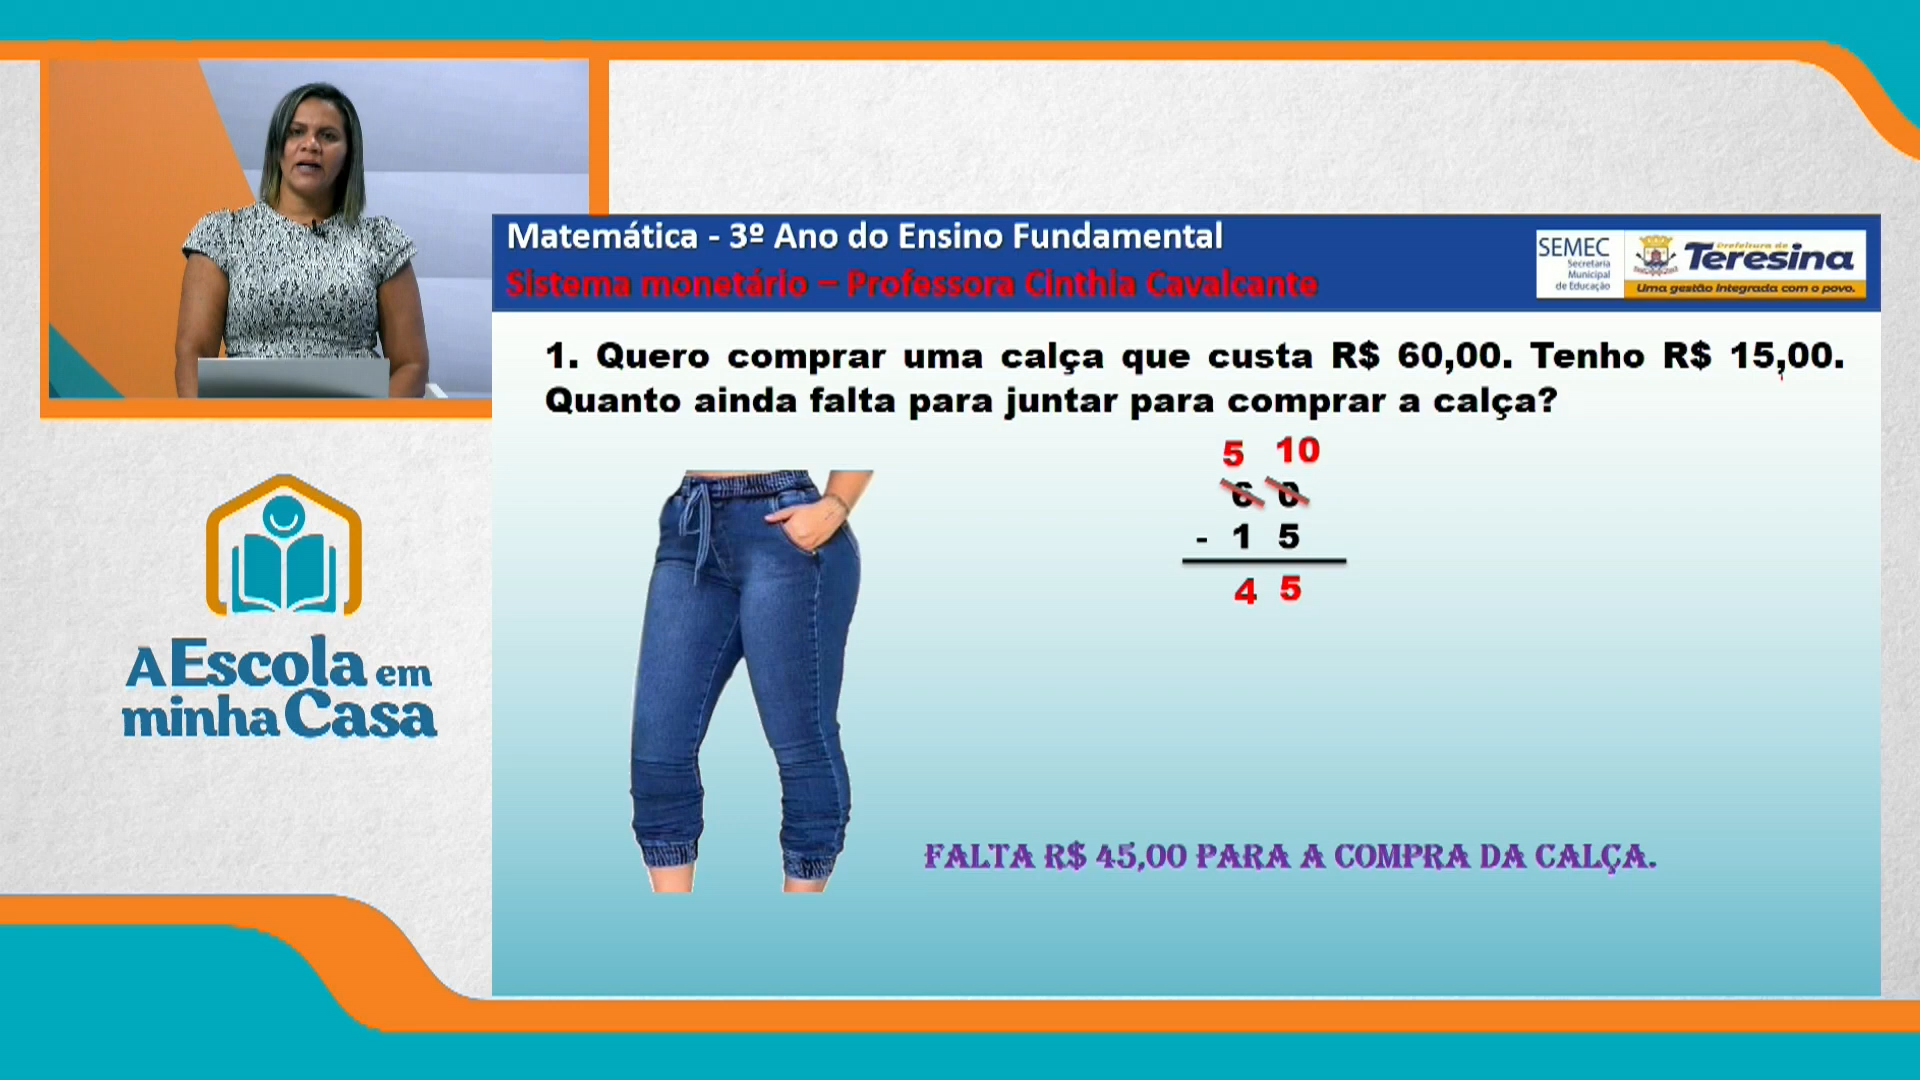 Matemática - 3º Ano do Ensino Fundamental
Sistema monetário – Professora Cinthia Cavalcante
SEMEC
Secretaria
Municipal
de Educação
Prefeitura de
Teresina
Uma gestão integrada com o povo.
1. Quero comprar uma calça que custa R$ 60,00. Tenho R$ 15,00.
Quanto ainda falta para juntar para comprar a calça?
5 10
6 0
- 1 5
4 5
FALTA R$ 45,00 PARA A COMPRA DA CALÇA.
A Escola em
minha Casa